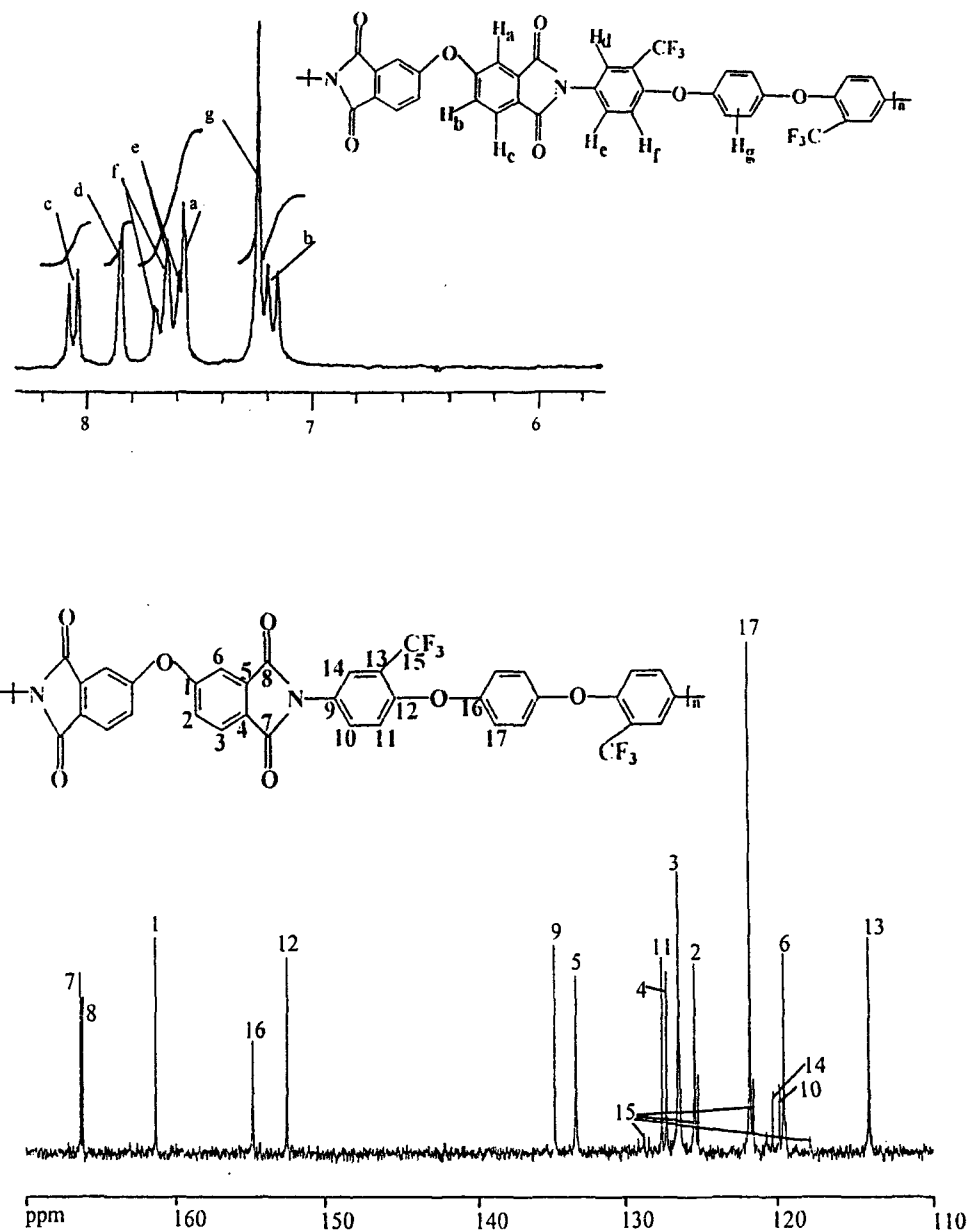 O O Ha O Hd CF3
N O N O O n
O Hb Hc O He Hf Hg F3C
g
e
f
d
c
a
b
8 7 6
O O CF3
O 6 5 8 14 13 15
N 1 N O O n
2 3 4 7 9 10 11 12 16 17
O O CF3
17
3
1 12 9 11 2 6 13
7 5 4
8 16 14
10
15
ppm 160 150 140 130 120 110